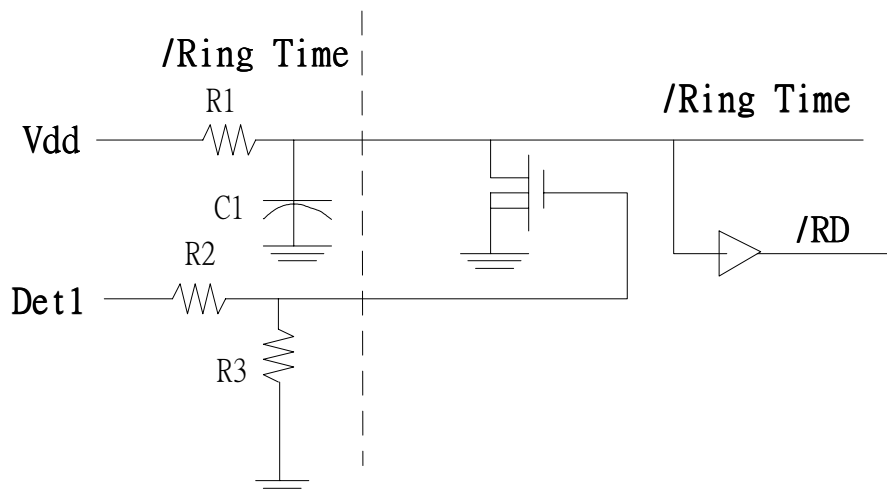 /Ring Time
R1
/Ring Time
Vdd
C1
/RD
R2
Det1
R3